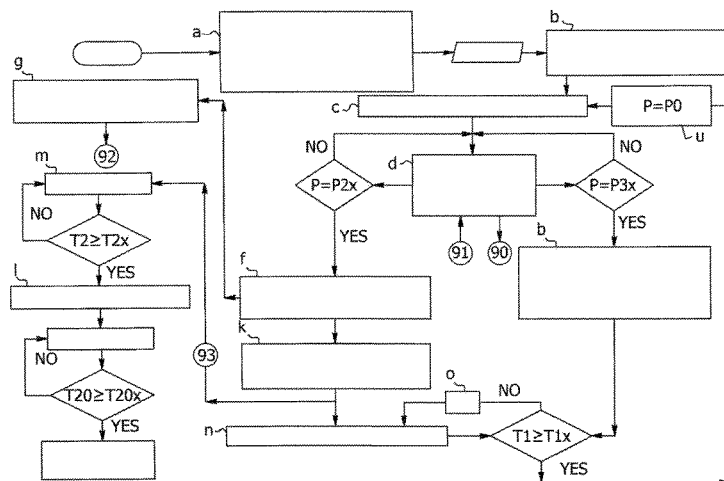 a
b
g
c
P=P0
u
NO
NO
92
m
d
P=P2x
P=P3x
NO
T2≥T2x
YES
YES
91
90
b
YES
f
l
k
NO
93
T20≥T20x
o
NO
YES
n
T1≥T1x
YES